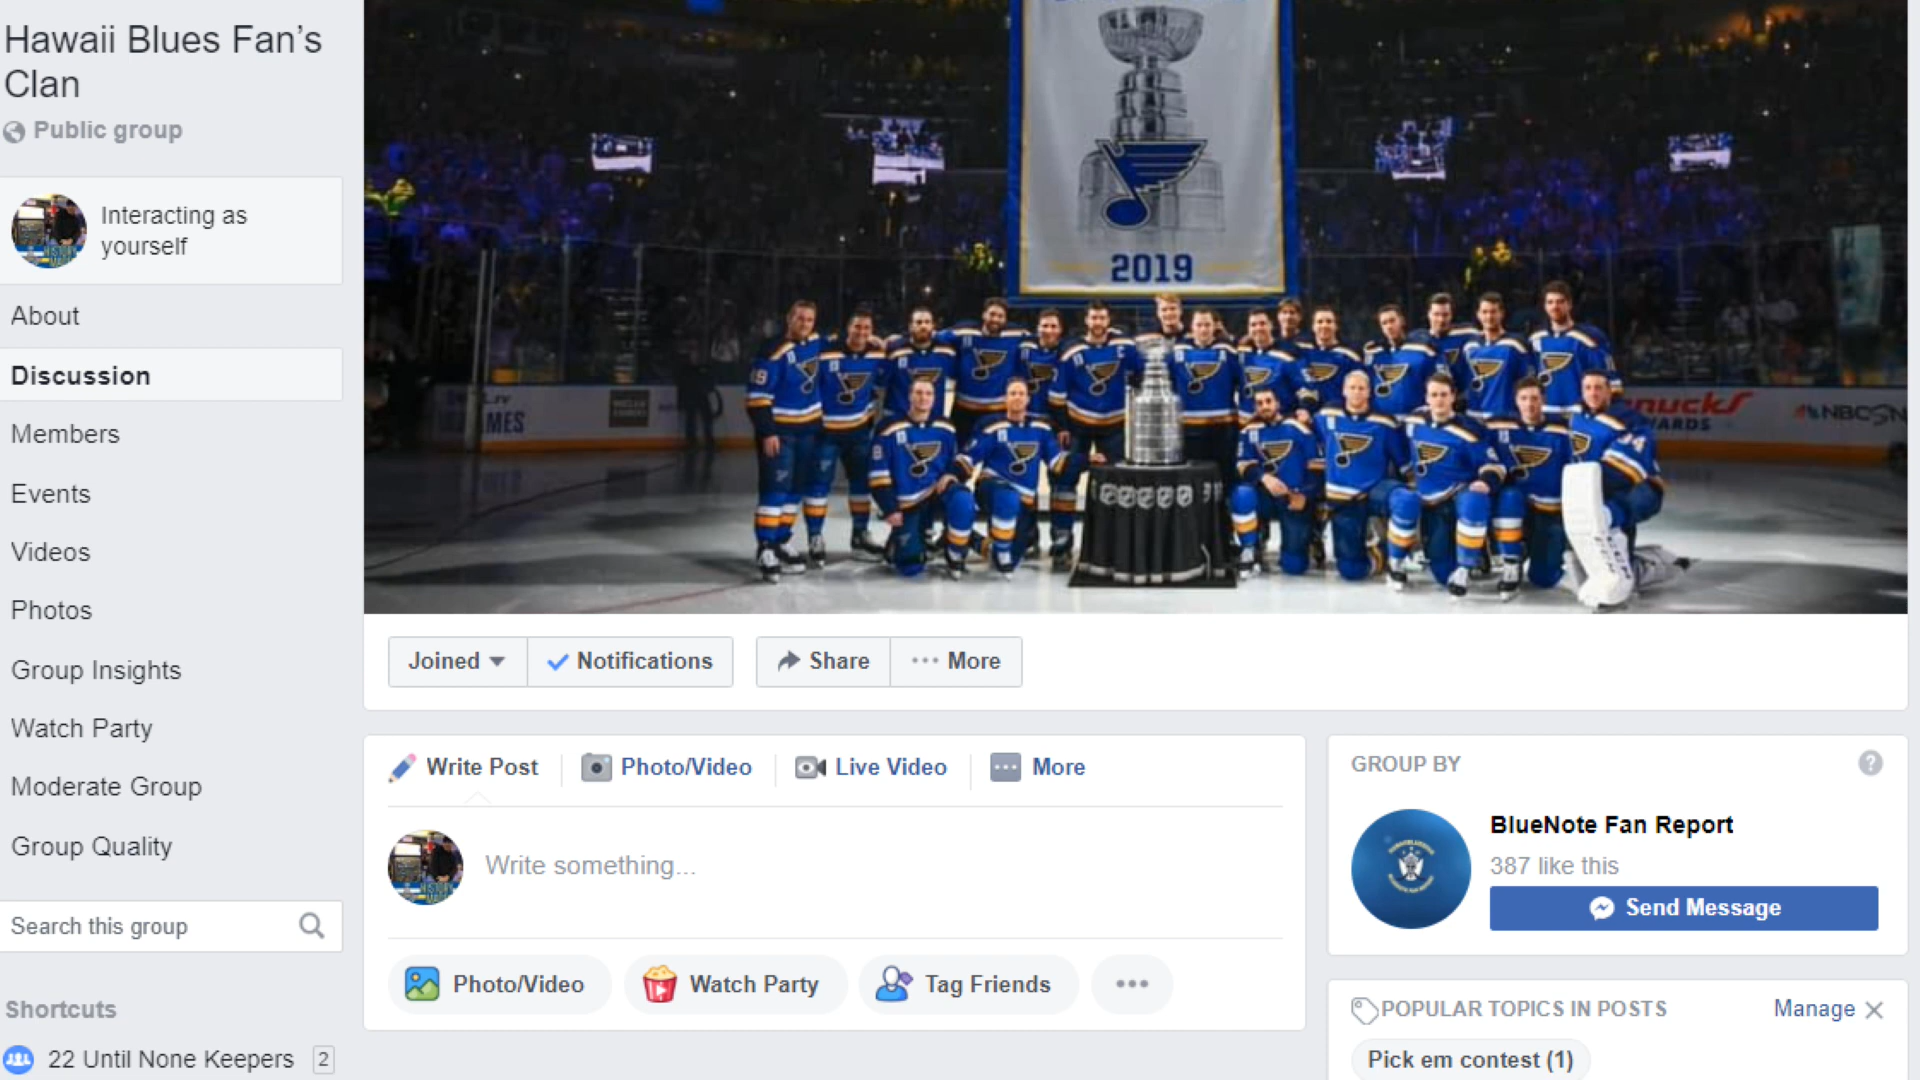 Hawaii Blues Fan’s
Clan
Public group
Interacting as
yourself
About
Discussion
Members
Events
Videos
Photos
Group Insights
Watch Party
Moderate Group
Group Quality
Search this group
Shortcuts
22 Until None Keepers 2
2019
NBCSN
Joined
Notifications
Share
More
Write Post
Photo/Video
Live Video
More
Write something...
Photo/Video
Watch Party
Tag Friends
GROUP BY
?
BlueNote Fan Report
387 like this
Send Message
POPULAR TOPICS IN POSTS
Manage
Pick em contest (1)